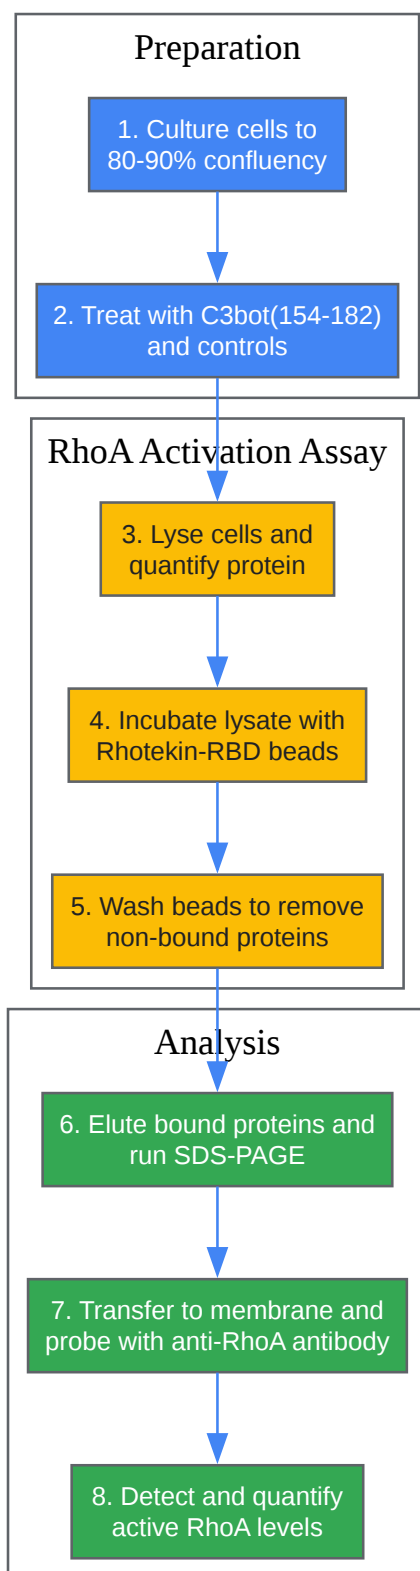 Preparation
1. Culture cells to
80-90% confluency
2. Treat with C3bot(154-182)
and controls
RhoA Activation Assay
3. Lyse cells and
quantify protein
4. Incubate lysate with
Rhotekin-RBD beads
5. Wash beads to remove
non-bound proteins
Analysis
6. Elute bound proteins and
run SDS-PAGE
7. Transfer to membrane and
probe with anti-RhoA antibody
8. Detect and quantify
active RhoA levels